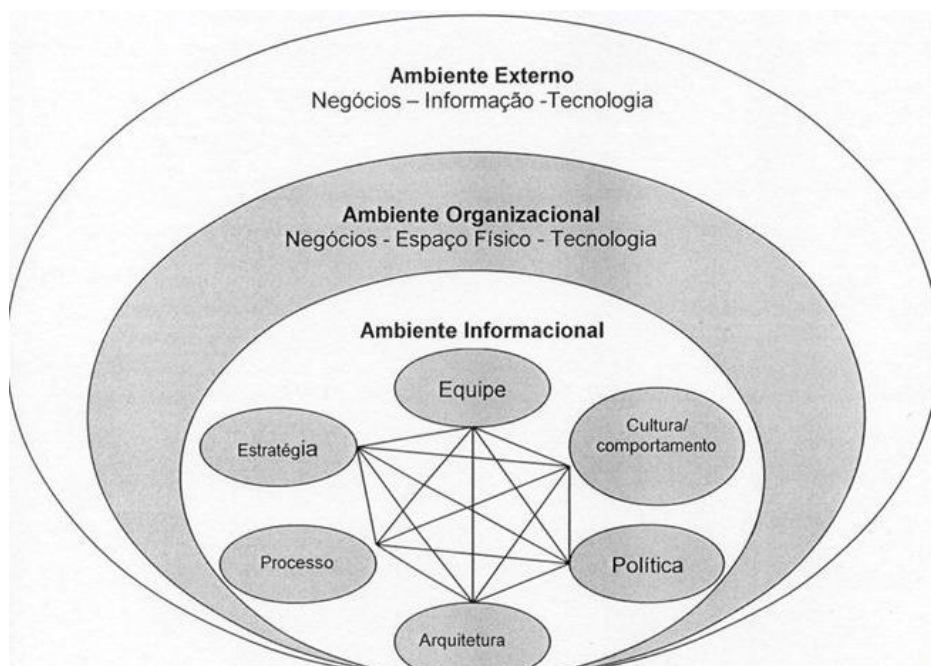 Ambiente Externo
Negócios – Informação -Tecnologia
Ambiente Organizacional
Negócios - Espaço Físico - Tecnologia
Ambiente Informacional
Equipe
Cultura/
comportamento
Estratégia
Processo
Política
Arquitetura